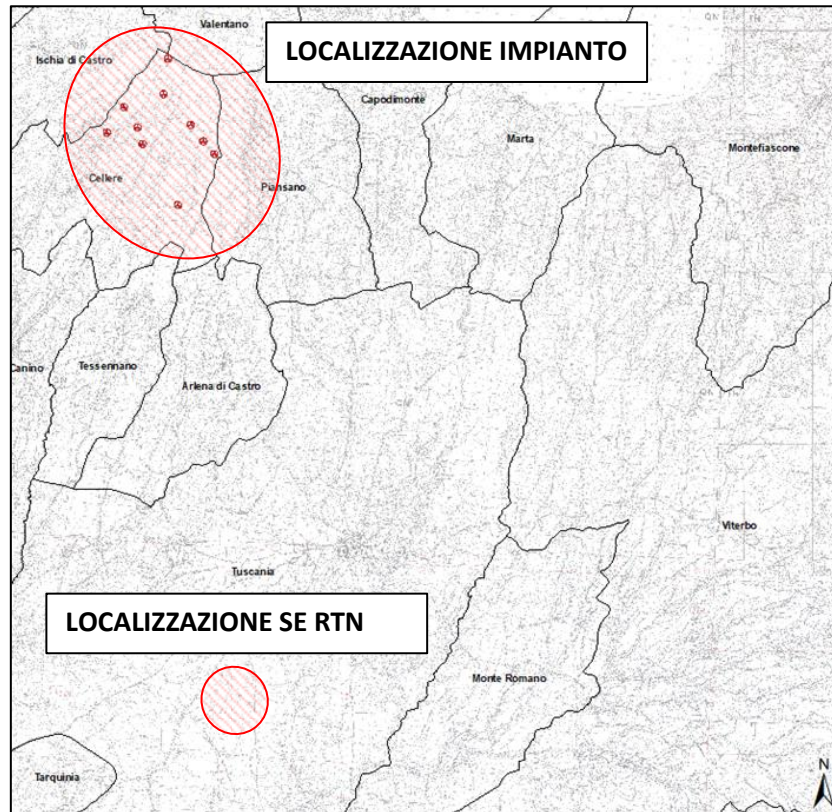 Valentano
LOCALIZZAZIONE IMPIANTO
Ischia di Castro
Capodimonte
Marta
Montefiascone
Cellere
Piansano
Canino
Tessennano
Arlena di Castro
Viterbo
Tuscania
LOCALIZZAZIONE SE RTN
Monte Romano
Tarquinia
N